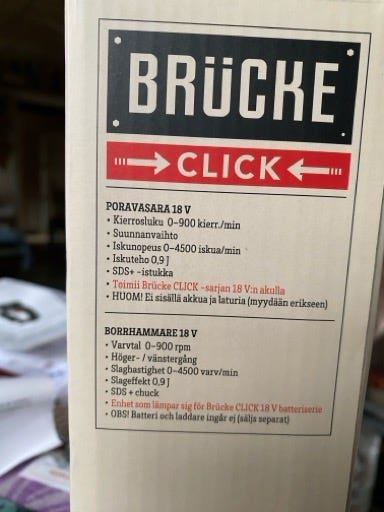 BRÜCKE
CLICK
PORAVASARA 18 V
• Kierrosluku 0–900 kierr./min
• Suunnanvaihto
• Iskunopeus 0–4500 iskua/min
• Iskuteho 0,9 J
• SDS+ -istukka
• Toimii Brücke CLICK -sarjan 18 V:n akulla
• HUOM! Ei sisällä akkua ja laturia (myydään erikseen)
BORRHAMMARE 18 V
• Varvtal 0–900 rpm
• Höger- / vänstergång
• Slaghastighet 0–4500 varv/min
• Slageffekt 0,9 J
• SDS + chuck
• Enhet som lämpar sig för Brücke CLICK 18 V batteriserie
• OBS! Batteri och laddare ingår ej (säljs separat)